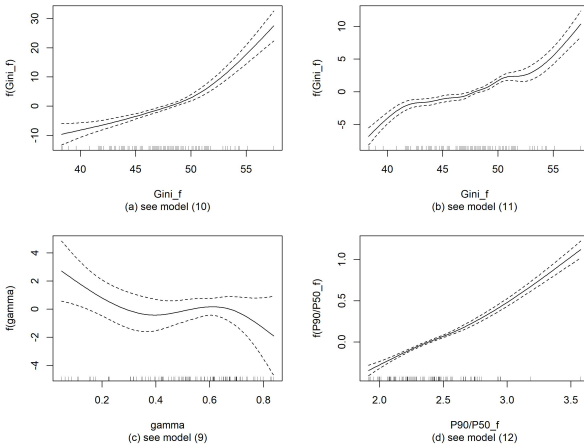 f(Gini_f)
30
20
10
0
-10
40 45 50 55
Gini_f
(a) see model (10)
f(Gini_f)
10
5
0
-5
40 45 50 55
Gini_f
(b) see model (11)
f(gamma)
4
2
0
-2
-4
0.2 0.4 0.6 0.8
gamma
(c) see model (9)
f(P90/P50_f)
1.0
0.5
0.0
2.0 2.5 3.0 3.5
P90/P50_f
(d) see model (12)